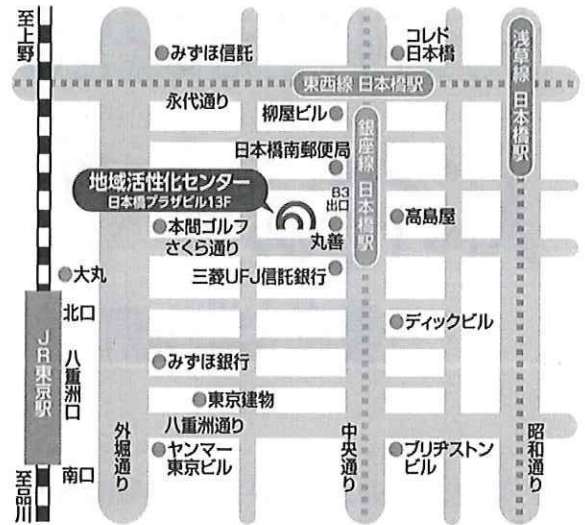 至上野
みずほ信託
コレド
日本橋
浅草線 日本橋駅
東西線 日本橋駅
永代通り
柳屋ビル
銀座線 日本橋駅
日本橋南郵便局
地域活性化センター
日本橋プラザビル13F
B3
出口
高島屋
本間ゴルフ
さくら通り
丸善
大丸
三菱UFJ信託銀行
北口
ディックビル
JR東京駅
八重洲口
みずほ銀行
東京建物
八重洲通り
外堀通り
ヤンマー
東京ビル
中央通り
ブリヂストン
ビル
昭和通り
南口
至品川